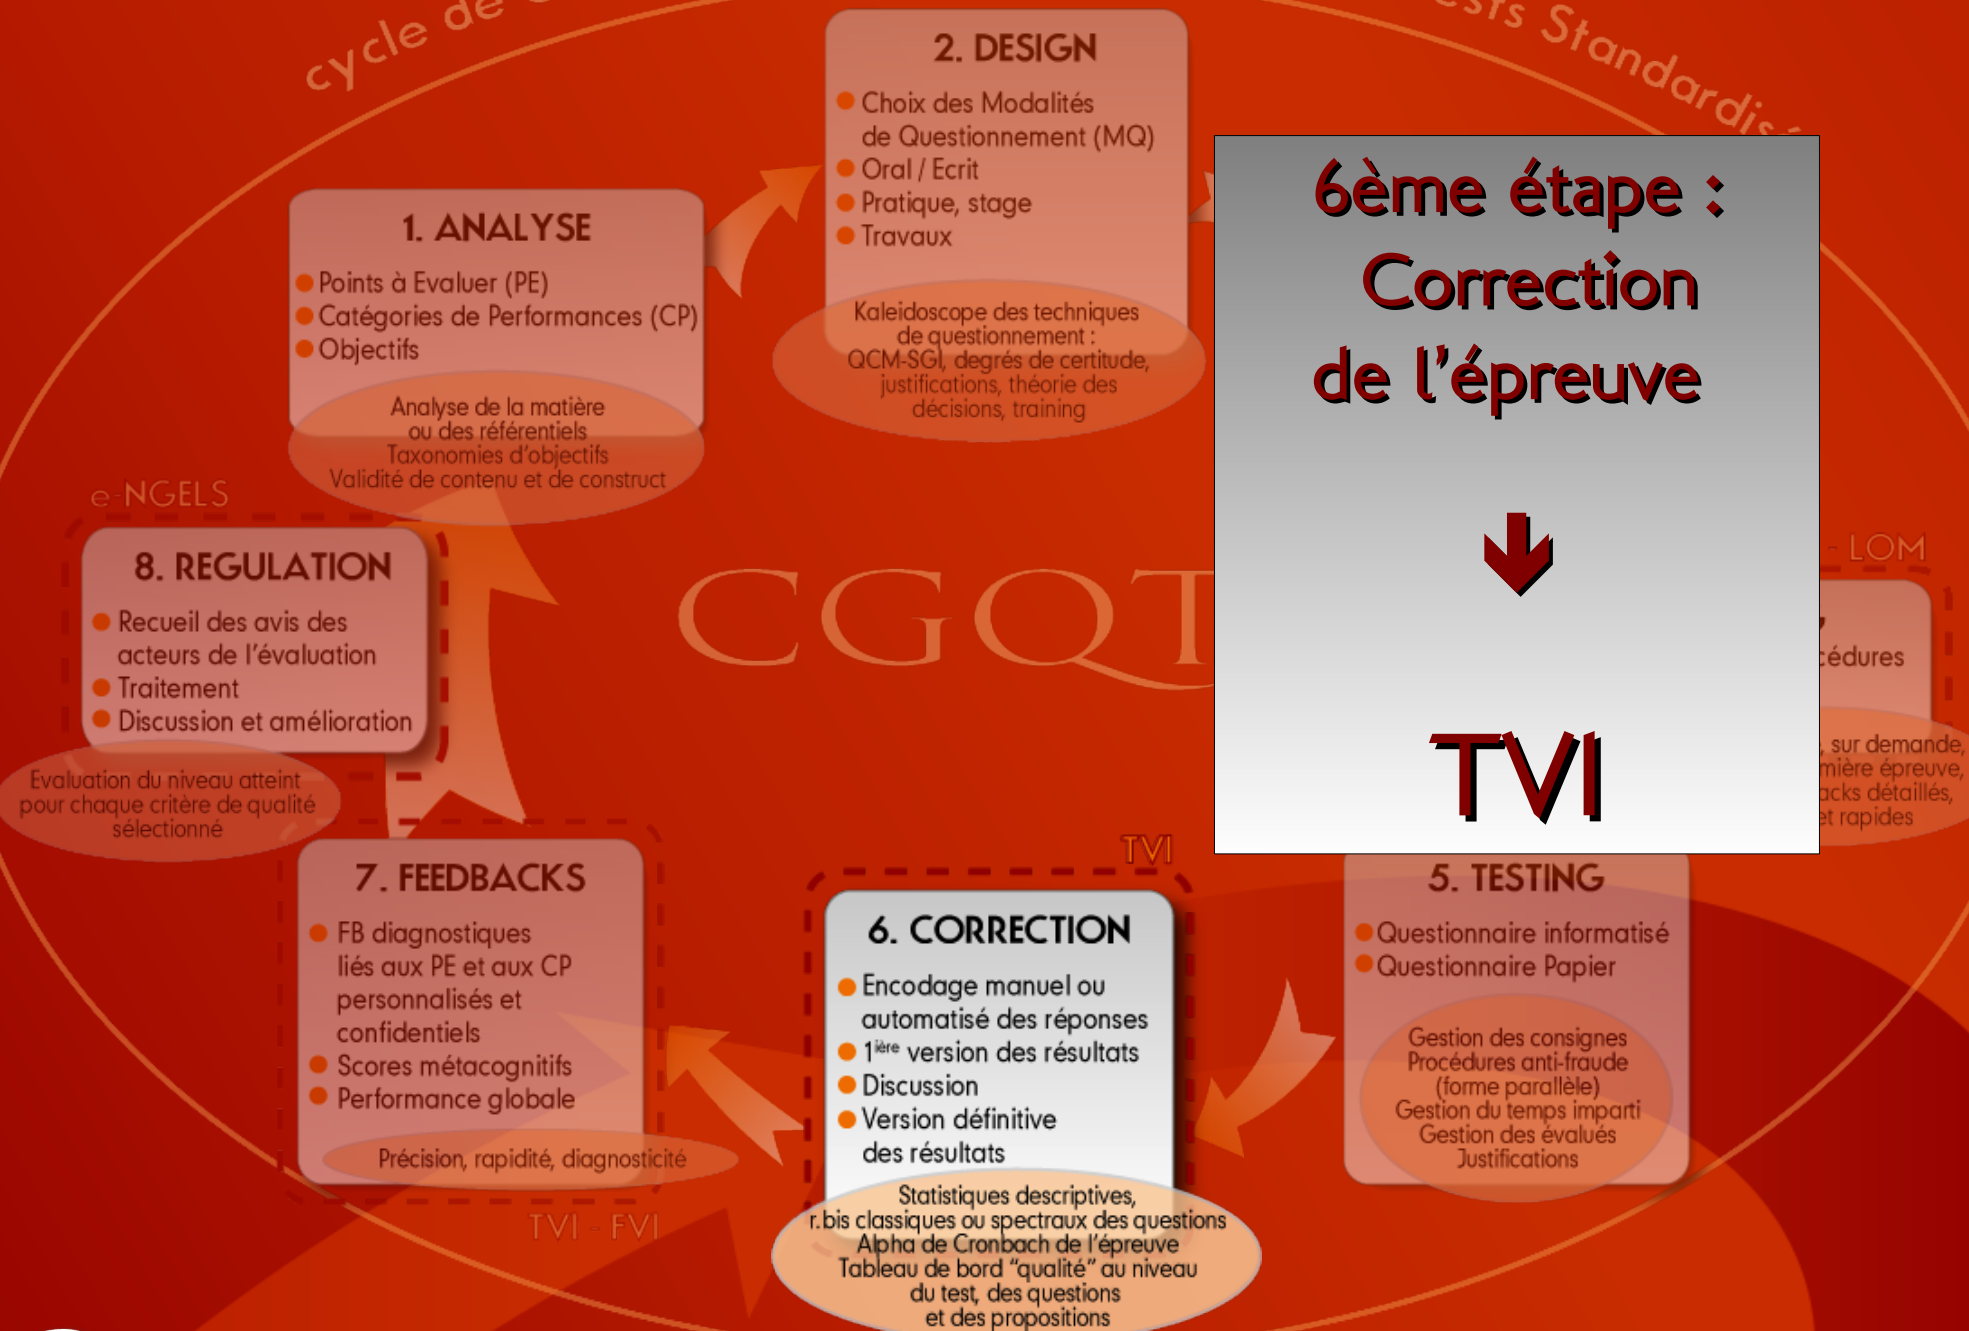 cycle de
sts Standardis
2. DESIGN
Choix des Modalités
de Questionnement (MQ)
Oral / Ecrit
Pratique, stage
Travaux
Kaleidoscope des techniques
de questionnement :
QCM-SGI, degrés de certitude,
justifications, théorie des
décisions, training
1. ANALYSE
Points à Evaluer (PE)
Catégories de Performances (CP)
Objectifs
Analyse de la matière
ou des référentiels
Taxonomies d'objectifs
Validité de contenu et de construct
6ème étape :
Correction
de l'épreuve
TVI
e-NGELS
8. REGULATION
Recueil des avis des
acteurs de l'évaluation
Traitement
Discussion et amélioration
Evaluation du niveau atteint
pour chaque critère de qualité
sélectionné
CGQT
- LOM
cédures
, sur demande,
mière épreuve,
acks détaillés,
et rapides
7. FEEDBACKS
FB diagnostiques
liés aux PE et aux CP
personnalisés et
confidentiels
Scores métacognitifs
Performance globale
Précision, rapidité, diagnosticité
TVI - FVI
TVI
6. CORRECTION
Encodage manuel ou
automatisé des réponses
1ière version des résultats
Discussion
Version définitive
des résultats
Statistiques descriptives,
r.bis classiques ou spectraux des questions
Alpha de Cronbach de l'épreuve
Tableau de bord "qualité" au niveau
du test, des questions
et des propositions
5. TESTING
Questionnaire informatisé
Questionnaire Papier
Gestion des consignes
Procédures anti-fraude
(forme parallèle)
Gestion du temps imparti
Gestion des évalués
Justifications